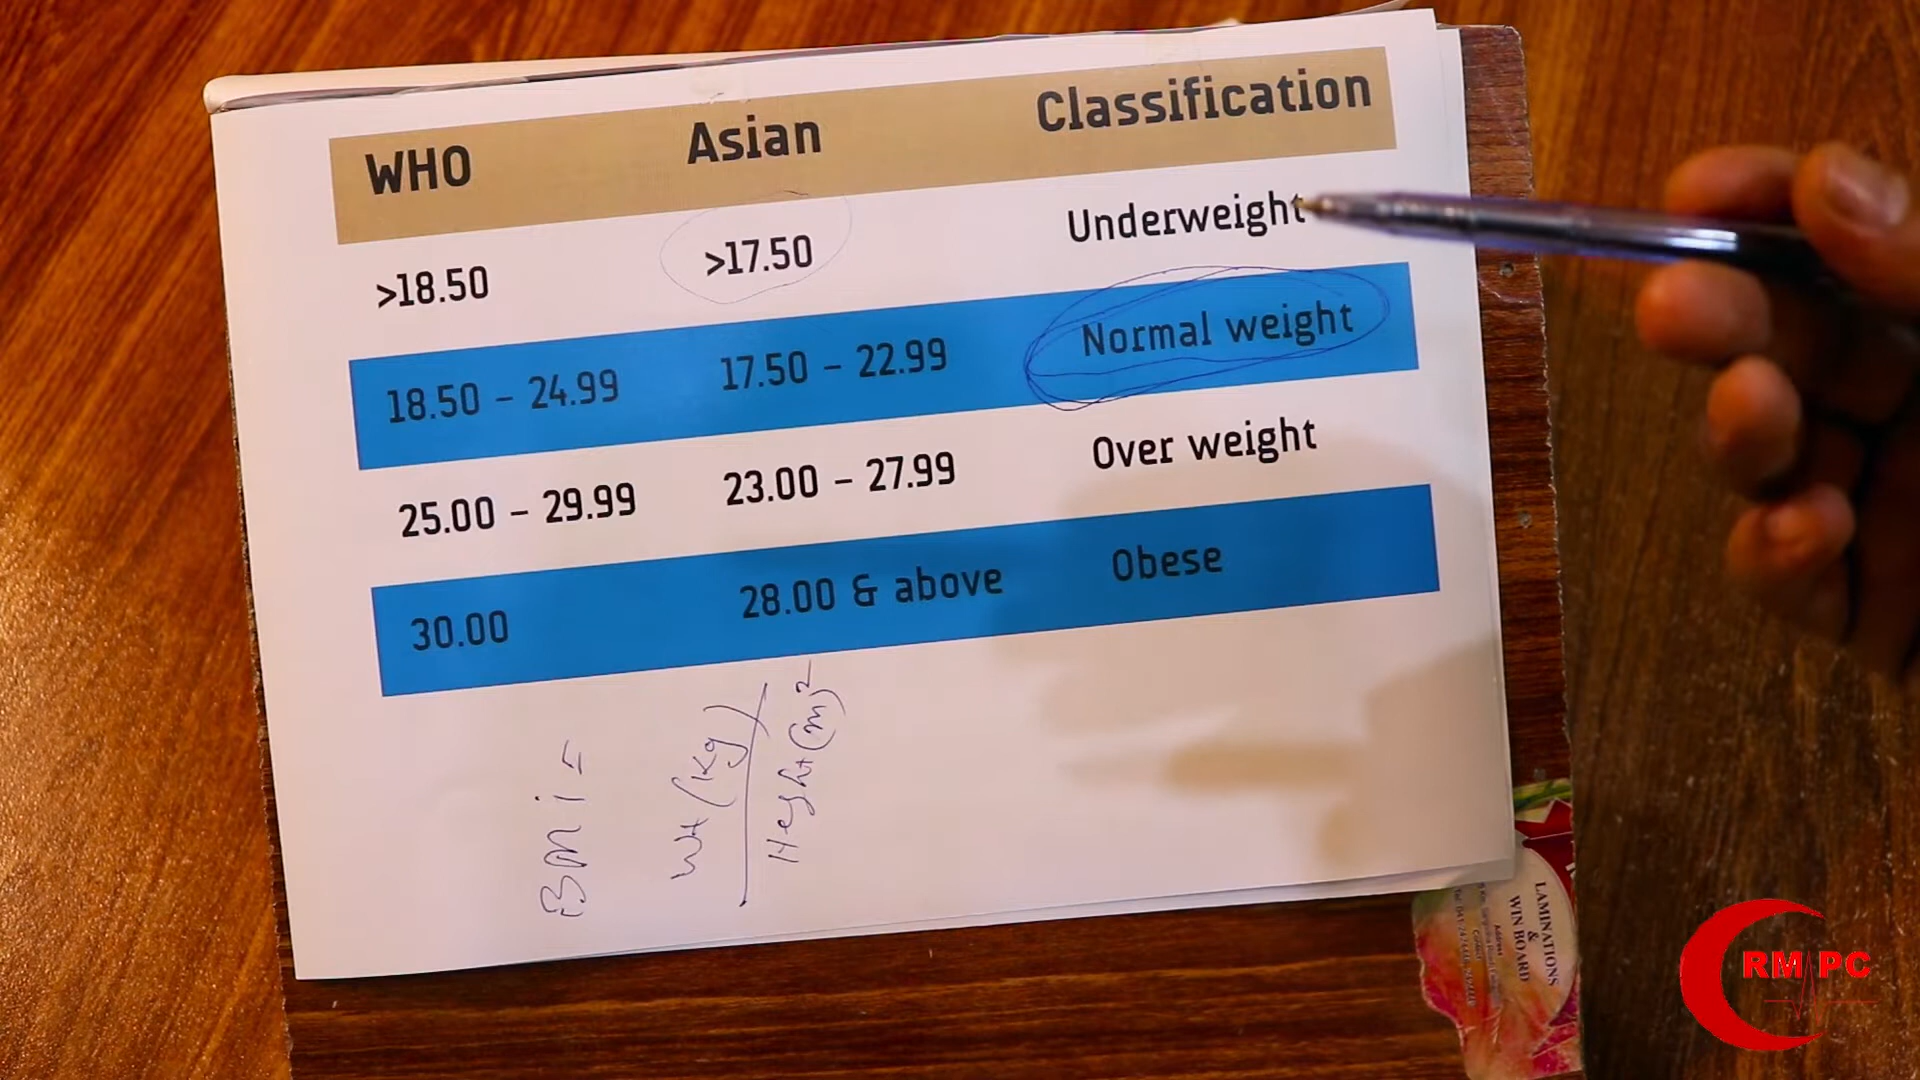 WHO Asian Classification
>18.50 >17.50 Underweight
18.50 - 24.99 17.50 - 22.99 Normal weight
25.00 - 29.99 23.00 - 27.99 Over weight
30.00 28.00 & above Obese
BMi =
Wt (kg)
Height (m)2
LAMINATIONS
&
WIN BOARD
RM PC